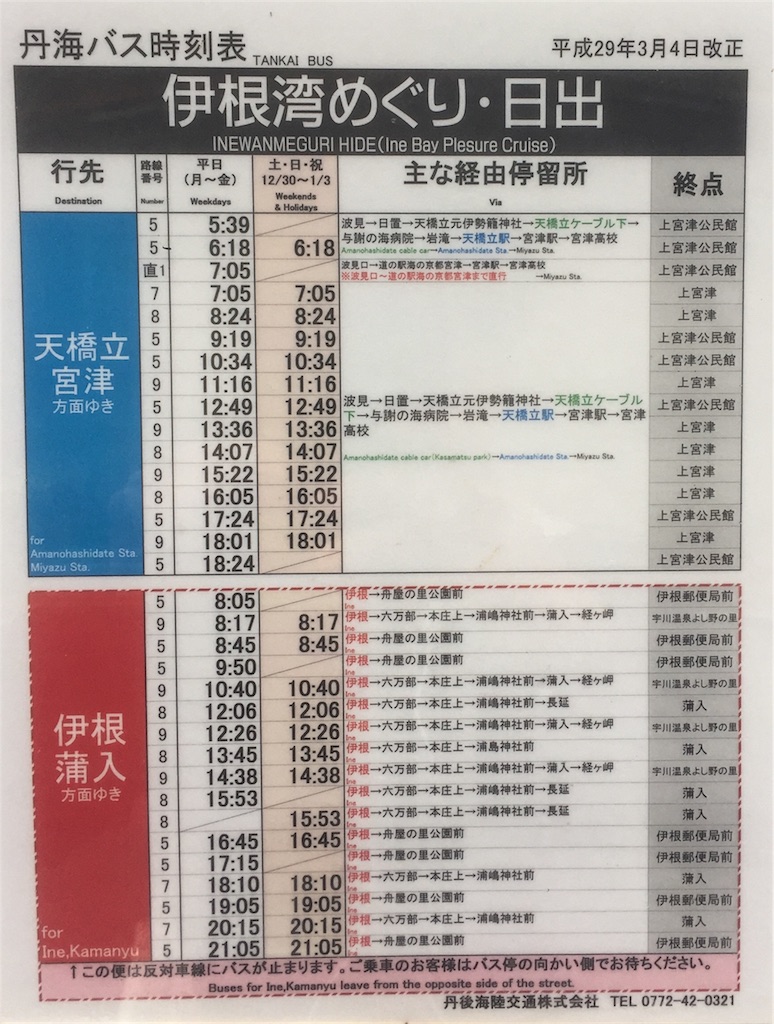 丹海バス時刻表 TANKAI BUS 平成29年3月4日改正
伊根湾めぐり・日出
INEWANMEGURI HIDE(Ine Bay Plesure Cruise)
行先 路線番号 平日(月～金) 土・日・祝 12/30～1/3 主な経由停留所 終点
Destination Number Weekdays Weekends & Holidays Via
天橋立
宮津
方面ゆき
for
Amanohashidate Sta.
Miyazu Sta.
5 5:39 上宮津公民館
5 6:18 6:18 上宮津公民館
波見→日置→天橋立元伊勢籠神社→天橋立ケーブル下→
与謝の海病院→岩滝→天橋立駅→宮津駅→宮津高校
Amanohashidate cable car→Amanohashidate Sta.→Miyazu Sta.
直1 7:05 上宮津公民館
波見口→道の駅海の京都宮津→宮津駅→宮津高校
※波見口～道の駅海の京都宮津まで直行 →Miyazu Sta.
7 7:05 7:05 上宮津
8 8:24 8:24 上宮津
5 9:19 9:19 上宮津公民館
5 10:34 10:34 上宮津公民館
9 11:16 11:16 上宮津
5 12:49 12:49 上宮津公民館
9 13:36 13:36 上宮津
8 14:07 14:07 上宮津
9 15:22 15:22 上宮津
8 16:05 16:05 上宮津
5 17:24 17:24 上宮津公民館
9 18:01 18:01 上宮津
5 18:24 上宮津公民館
波見→日置→天橋立元伊勢籠神社→天橋立ケーブル
下→与謝の海病院→岩滝→天橋立駅→宮津駅→宮津
高校
Amanohashidate cable car(Kasamatsu park)→Amanohashidate Sta.→Miyazu Sta.
伊根
蒲入
方面ゆき
for
Ine,Kamanyu
5 8:05 伊根→舟屋の里公園前 Ine 伊根郵便局前
9 8:17 8:17 伊根→六万部→本庄上→浦嶋神社前→蒲入→経ヶ岬 Ine 宇川温泉よし野の里
5 8:45 8:45 伊根→舟屋の里公園前 Ine 伊根郵便局前
5 9:50 伊根→舟屋の里公園前 Ine 伊根郵便局前
9 10:40 10:40 伊根→六万部→本庄上→浦嶋神社前→蒲入→経ヶ岬 Ine 宇川温泉よし野の里
8 12:06 12:06 伊根→六万部→本庄上→浦嶋神社前→長延 Ine 蒲入
9 12:26 12:26 伊根→六万部→本庄上→浦嶋神社前→蒲入→経ヶ岬 Ine 宇川温泉よし野の里
8 13:45 13:45 伊根→六万部→本庄上→浦島神社前 Ine 蒲入
9 14:38 14:38 伊根→六万部→本庄上→浦嶋神社前→蒲入→経ヶ岬 Ine 宇川温泉よし野の里
8 15:53 伊根→六万部→本庄上→浦嶋神社前→長延 Ine 蒲入
8 15:53 伊根→六万部→本庄上→浦嶋神社前→長延 Ine 蒲入
5 16:45 16:45 伊根→舟屋の里公園前 Ine 伊根郵便局前
5 17:15 伊根→舟屋の里公園前 Ine 伊根郵便局前
7 18:10 18:10 伊根→六万部→本庄上→浦嶋神社前 Ine 蒲入
5 19:05 19:05 伊根→舟屋の里公園前 Ine 伊根郵便局前
7 20:15 20:15 伊根→六万部→本庄上→浦嶋神社前 Ine 蒲入
5 21:05 21:05 伊根→舟屋の里公園前 Ine 伊根郵便局前
↑この便は反対車線にバスが止まります。ご乗車のお客様はバス停の向かい側でお待ちください。
Buses for Ine,Kamanyu leave from the opposite side of the street.
丹後海陸交通株式会社 TEL 0772-42-0321